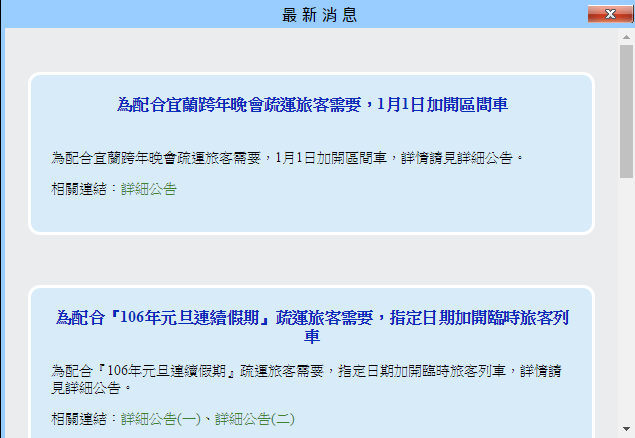 最 新 消 息
為配合宜蘭跨年晚會疏運旅客需要，1月1日加開區間車
為配合宜蘭跨年晚會疏運旅客需要，1月1日加開區間車，詳情請見詳細公告。
相關連結：詳細公告
為配合『106年元旦連續假期』疏運旅客需要，指定日期加開臨時旅客列
車
為配合『106年元旦連續假期』疏運旅客需要，指定日期加開臨時旅客列車，詳情請
見詳細公告。
相關連結：詳細公告(一)、詳細公告(二)